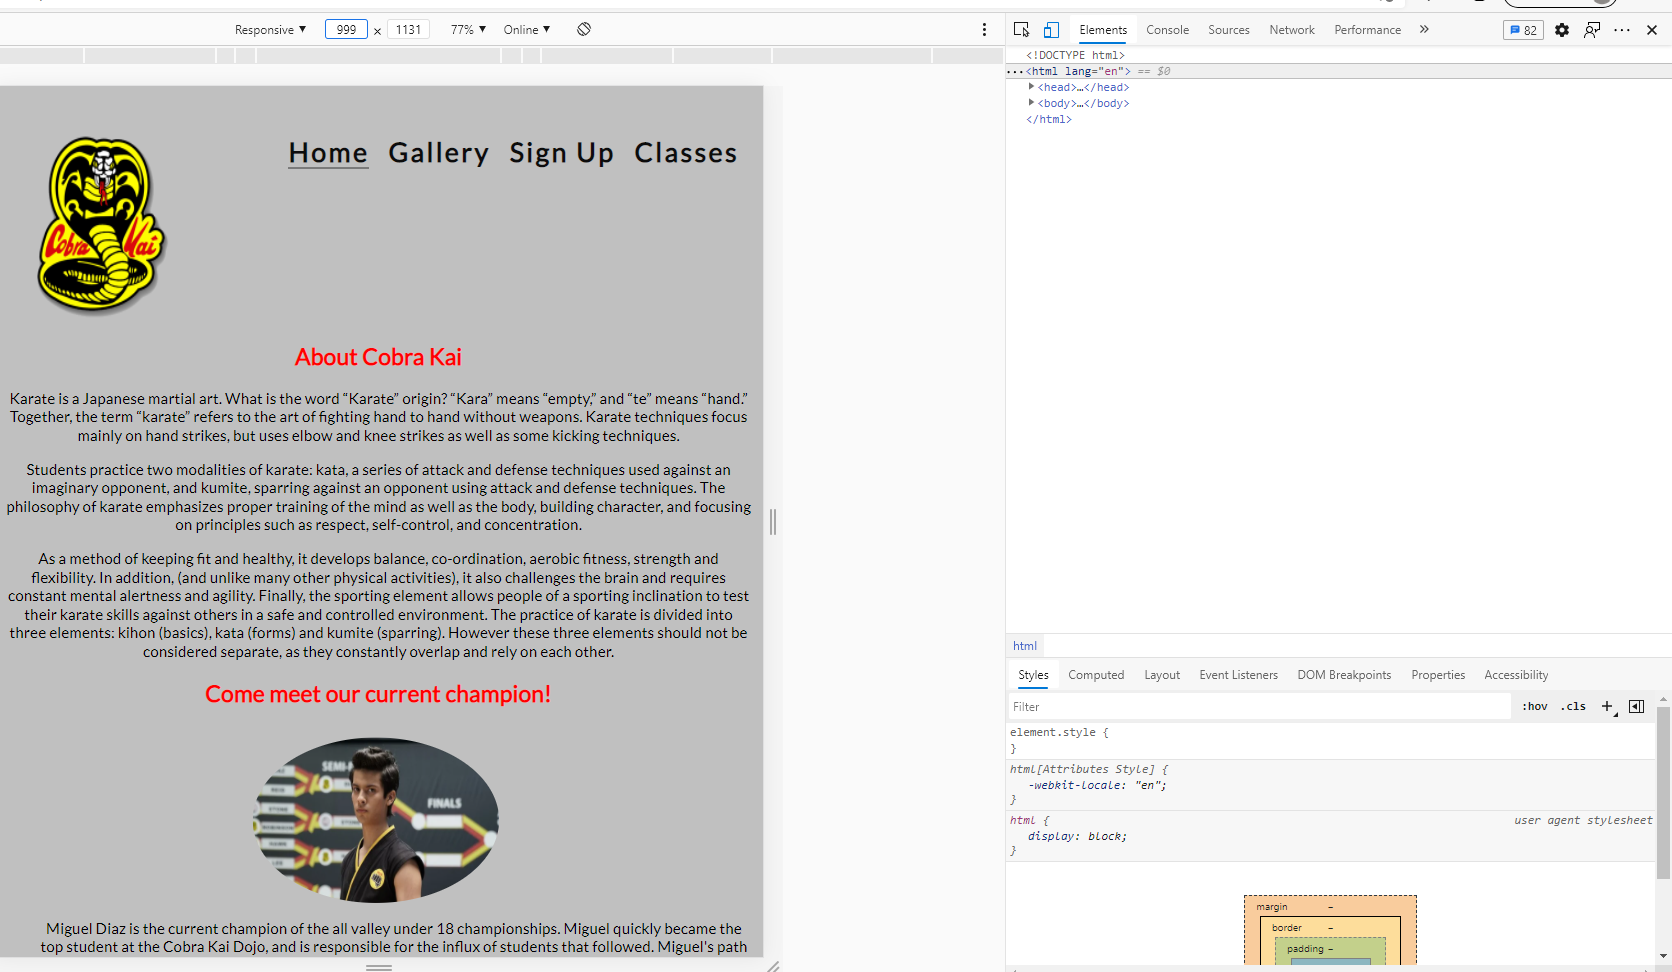 Responsive ▼ 999 × 1131 77% ▼ Online ▼
Elements Console Sources Network Performance » 82
<!DOCTYPE html>
···<html lang="en"> == $0
▶<head>…</head>
▶<body>…</body>
</html>
Home Gallery Sign Up Classes
Cobra Kai
About Cobra Kai
Karate is a Japanese martial art. What is the word “Karate” origin? “Kara” means “empty,” and “te” means “hand.”
Together, the term “karate” refers to the art of fighting hand to hand without weapons. Karate techniques focus
mainly on hand strikes, but uses elbow and knee strikes as well as some kicking techniques.
Students practice two modalities of karate: kata, a series of attack and defense techniques used against an
imaginary opponent, and kumite, sparring against an opponent using attack and defense techniques. The
philosophy of karate emphasizes proper training of the mind as well as the body, building character, and focusing
on principles such as respect, self-control, and concentration.
As a method of keeping fit and healthy, it develops balance, co-ordination, aerobic fitness, strength and
flexibility. In addition, (and unlike many other physical activities), it also challenges the brain and requires
constant mental alertness and agility. Finally, the sporting element allows people of a sporting inclination to test
their karate skills against others in a safe and controlled environment. The practice of karate is divided into
three elements: kihon (basics), kata (forms) and kumite (sparring). However these three elements should not be
considered separate, as they constantly overlap and rely on each other.
Come meet our current champion!
FINALS
Miguel Diaz is the current champion of the all valley under 18 championships. Miguel quickly became the
top student at the Cobra Kai Dojo, and is responsible for the influx of students that followed. Miguel's path
html
Styles Computed Layout Event Listeners DOM Breakpoints Properties Accessibility
Filter :hov .cls +
element.style {
}
html[Attributes Style] {
-webkit-locale: "en";
}
html { user agent stylesheet
display: block;
}
margin –
border –
padding –